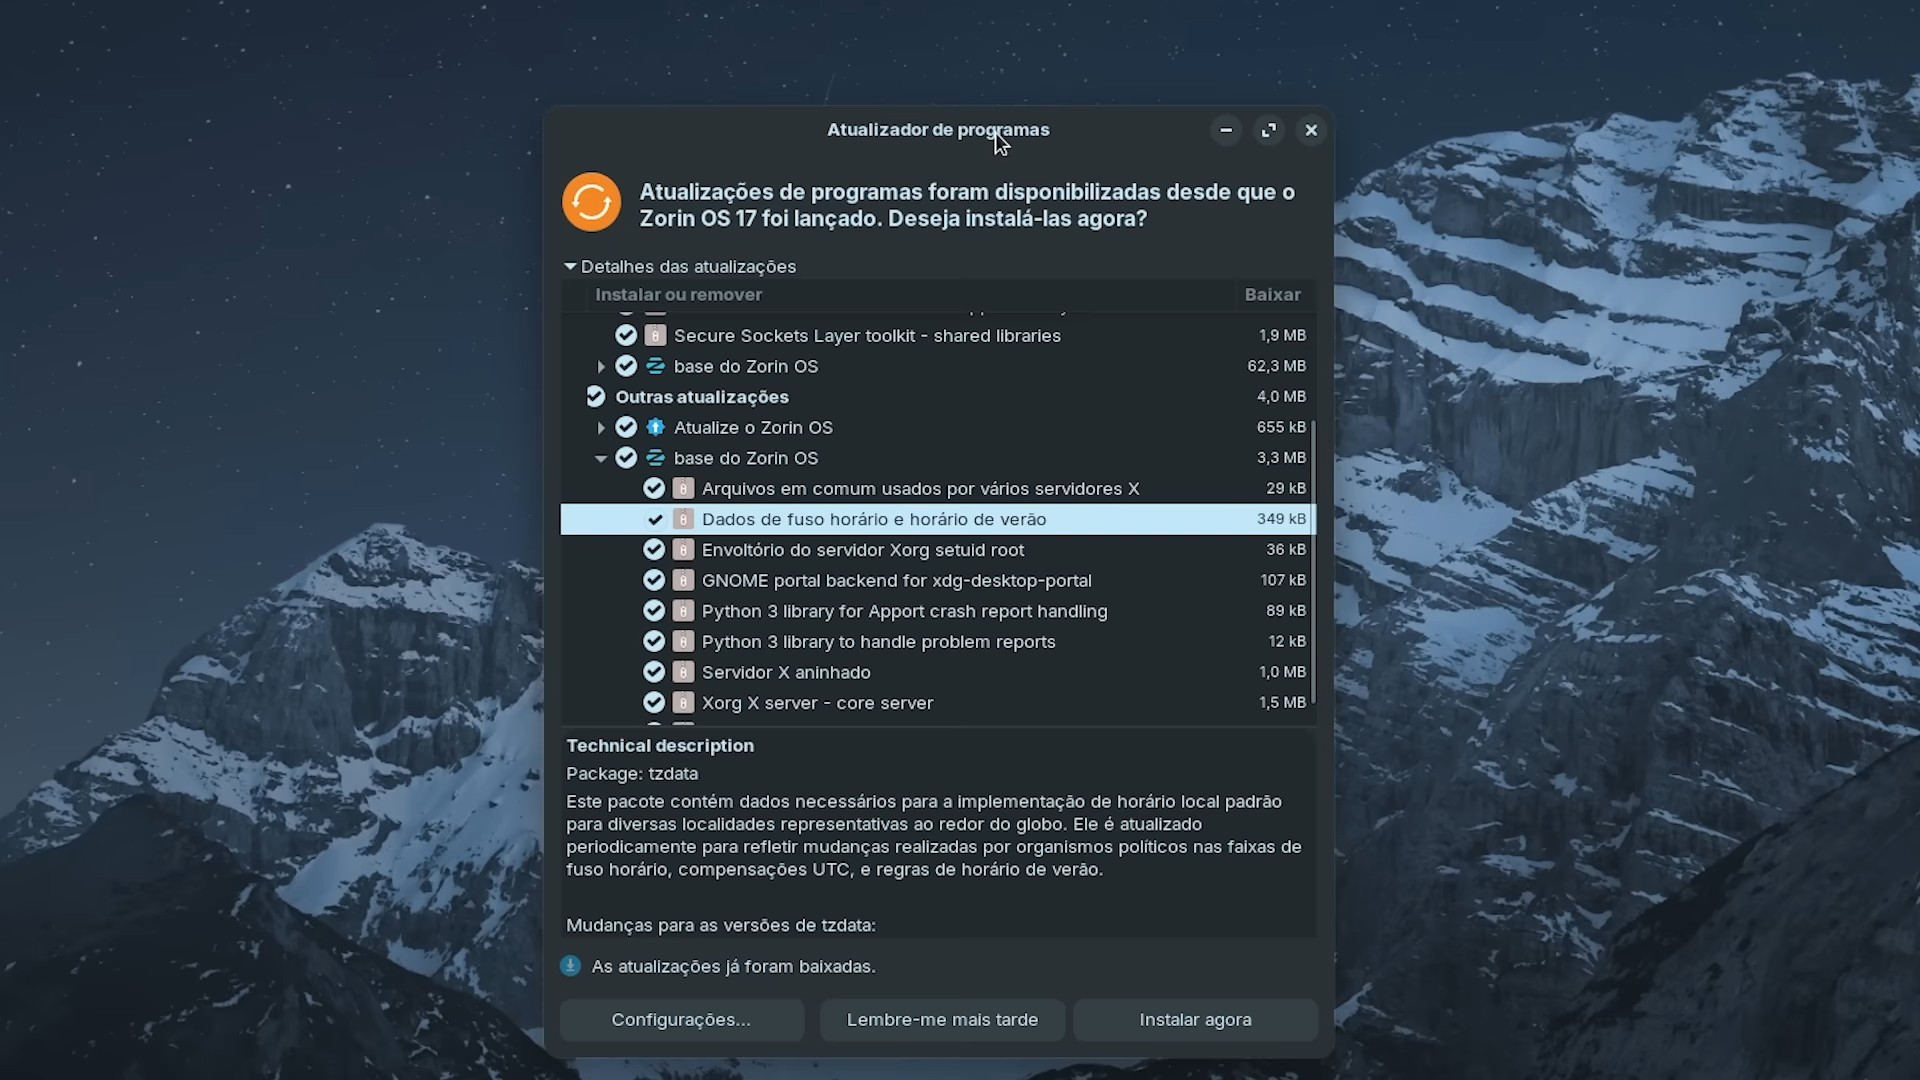 Atualizador de programas
Atualizações de programas foram disponibilizadas desde que o
Zorin OS 17 foi lançado. Deseja instalá-las agora?
Detalhes das atualizações
Instalar ou remover Baixar
Secure Sockets Layer toolkit - shared libraries 1,9 MB
base do Zorin OS 62,3 MB
Outras atualizações 4,0 MB
Atualize o Zorin OS 655 kB
base do Zorin OS 3,3 MB
Arquivos em comum usados por vários servidores X 29 kB
Dados de fuso horário e horário de verão 349 kB
Envoltório do servidor Xorg setuid root 36 kB
GNOME portal backend for xdg-desktop-portal 107 kB
Python 3 library for Apport crash report handling 89 kB
Python 3 library to handle problem reports 12 kB
Servidor X aninhado 1,0 MB
Xorg X server - core server 1,5 MB
Technical description
Package: tzdata
Este pacote contém dados necessários para a implementação de horário local padrão
para diversas localidades representativas ao redor do globo. Ele é atualizado
periodicamente para refletir mudanças realizadas por organismos políticos nas faixas de
fuso horário, compensações UTC, e regras de horário de verão.
Mudanças para as versões de tzdata:
As atualizações já foram baixadas.
Configurações... Lembre-me mais tarde Instalar agora